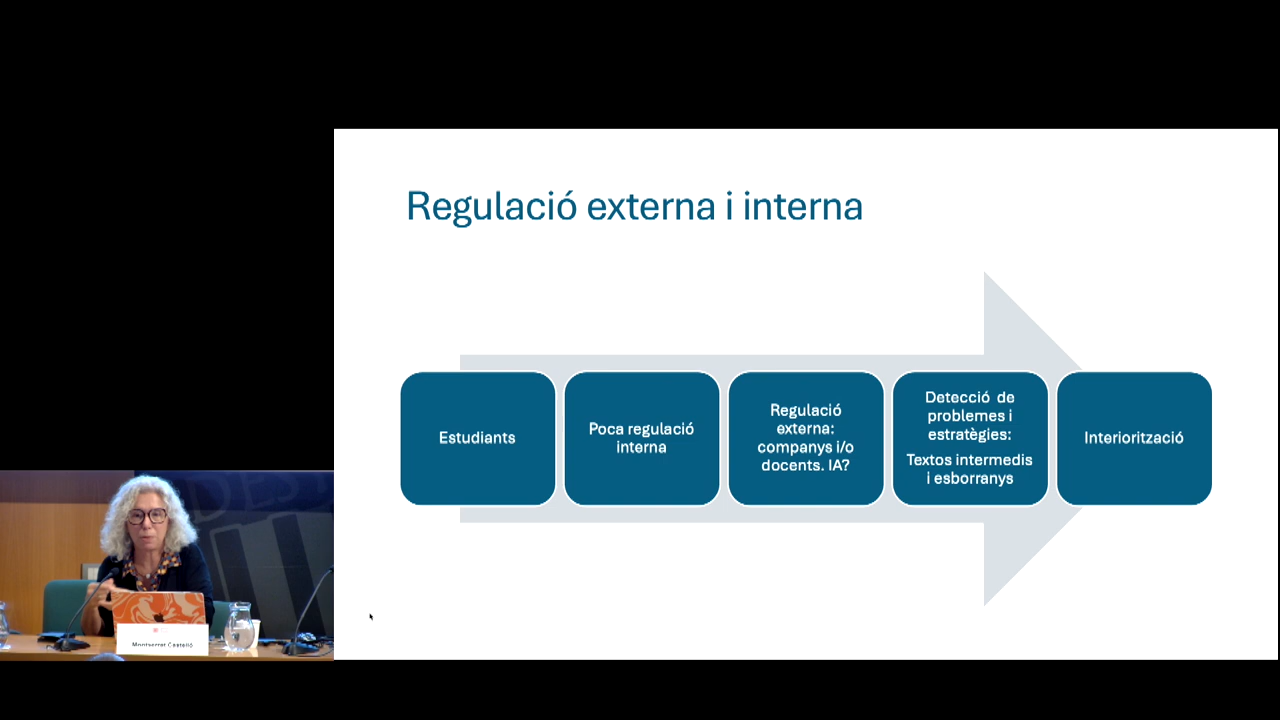 Regulació externa i interna
Estudiants
Poca regulació
interna
Regulació
externa:
companys i/o
docents. IA?
Detecció de
problemes i
estratègies:
Textos intermedis
i esborranys
Interiorització
Montserrat Castelló